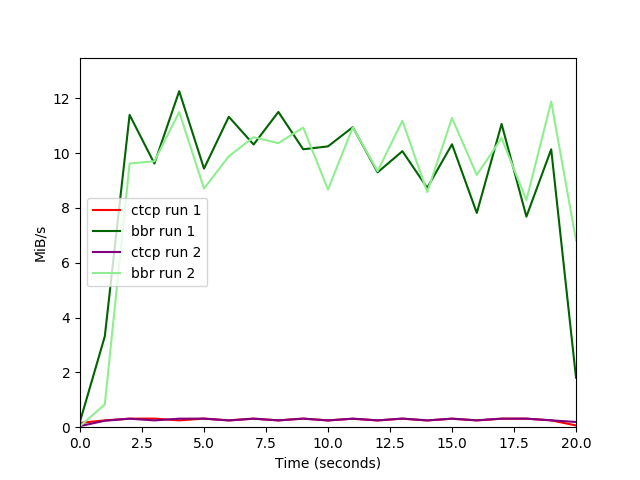 MiB/s
12
10
8
6
4
2
0
ctcp run 1
bbr run 1
ctcp run 2
bbr run 2
0.0 2.5 5.0 7.5 10.0 12.5 15.0 17.5 20.0
Time (seconds)